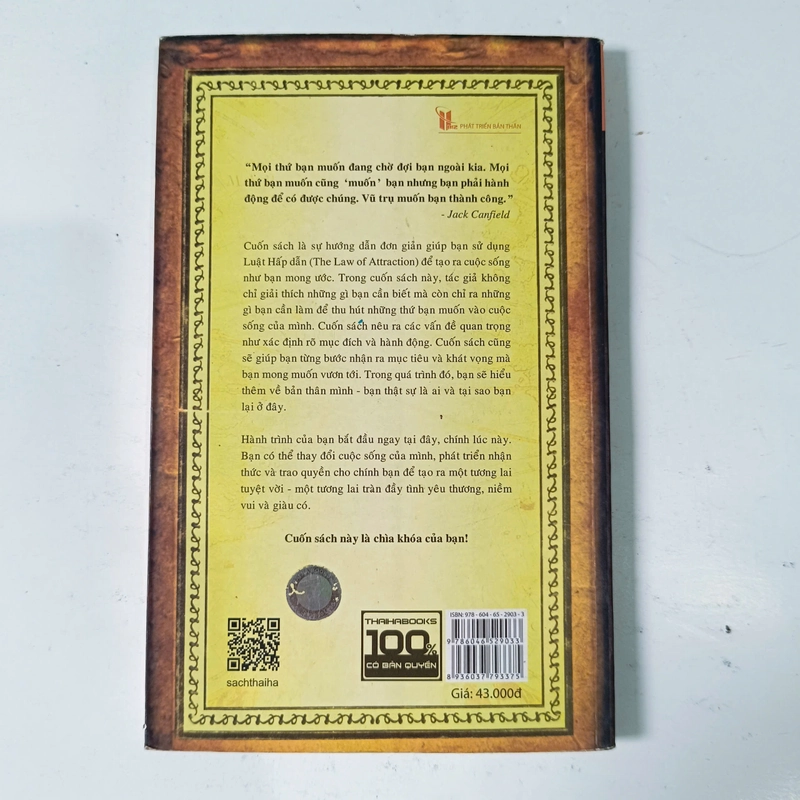 PHÁT TRIỂN BẢN THÂN
“Mọi thứ bạn muốn đang chờ đợi bạn ngoài kia. Mọi
thứ bạn muốn cũng ‘muốn’ bạn nhưng bạn phải hành
động để có được chúng. Vũ trụ muốn bạn thành công.”
- Jack Canfield
Cuốn sách là sự hướng dẫn đơn giản giúp bạn sử dụng
Luật Hấp dẫn (The Law of Attraction) để tạo ra cuộc sống
như bạn mong ước. Trong cuốn sách này, tác giả không
chỉ giải thích những gì bạn cần biết mà còn chỉ ra những
gì bạn cần làm để thu hút những thứ bạn muốn vào cuộc
sống của mình. Cuốn sách nêu ra các vấn đề quan trọng
như xác định rõ mục đích và hành động. Cuốn sách cũng
sẽ giúp bạn từng bước nhận ra mục tiêu và khát vọng mà
bạn mong muốn vươn tới. Trong quá trình đó, bạn sẽ hiểu
thêm về bản thân mình - bạn thật sự là ai và tại sao bạn
lại ở đây.
Hành trình của bạn bắt đầu ngay tại đây, chính lúc này.
Bạn có thể thay đổi cuộc sống của mình, phát triển nhận
thức và trao quyền cho chính bạn để tạo ra một tương lai
tuyệt vời - một tương lai tràn đầy tình yêu thương, niềm
vui và giàu có.
Cuốn sách này là chìa khóa của bạn!
sachthaiha
THAIHABOOKS
100%
CÓ BẢN QUYỀN
ISBN: 978 - 604 - 65 - 2903 - 3
9 786046 529033
8 936037 793375
Giá: 43.000đ